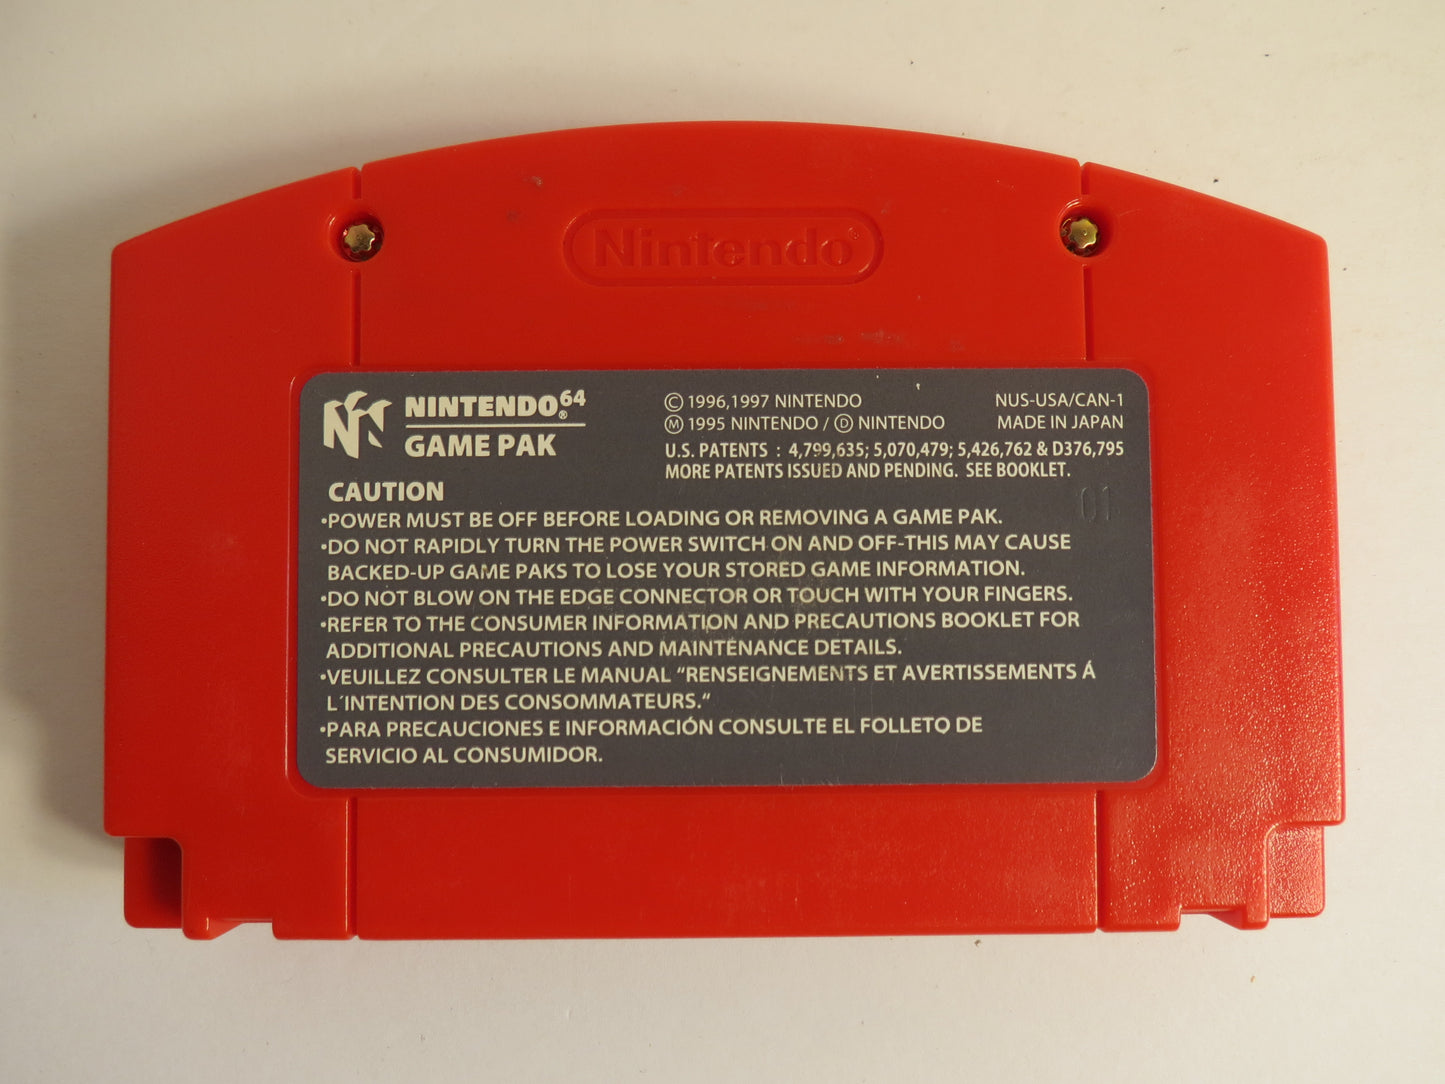 Nintendo®
NINTENDO64®
GAME PAK
© 1996,1997 NINTENDO
Ⓜ 1995 NINTENDO / Ⓓ NINTENDO
NUS-USA/CAN-1
MADE IN JAPAN
U.S. PATENTS : 4,799,635; 5,070,479; 5,426,762 & D376,795
MORE PATENTS ISSUED AND PENDING. SEE BOOKLET.
01
CAUTION
•POWER MUST BE OFF BEFORE LOADING OR REMOVING A GAME PAK.
•DO NOT RAPIDLY TURN THE POWER SWITCH ON AND OFF-THIS MAY CAUSE
BACKED-UP GAME PAKS TO LOSE YOUR STORED GAME INFORMATION.
•DO NOT BLOW ON THE EDGE CONNECTOR OR TOUCH WITH YOUR FINGERS.
•REFER TO THE CONSUMER INFORMATION AND PRECAUTIONS BOOKLET FOR
ADDITIONAL PRECAUTIONS AND MAINTENANCE DETAILS.
•VEUILLEZ CONSULTER LE MANUAL “RENSEIGNEMENTS ET AVERTISSEMENTS Á
L´INTENTION DES CONSOMMATEURS.“
•PARA PRECAUCIONES E INFORMACIÓN CONSULTE EL FOLLETO DE
SERVICIO AL CONSUMIDOR.